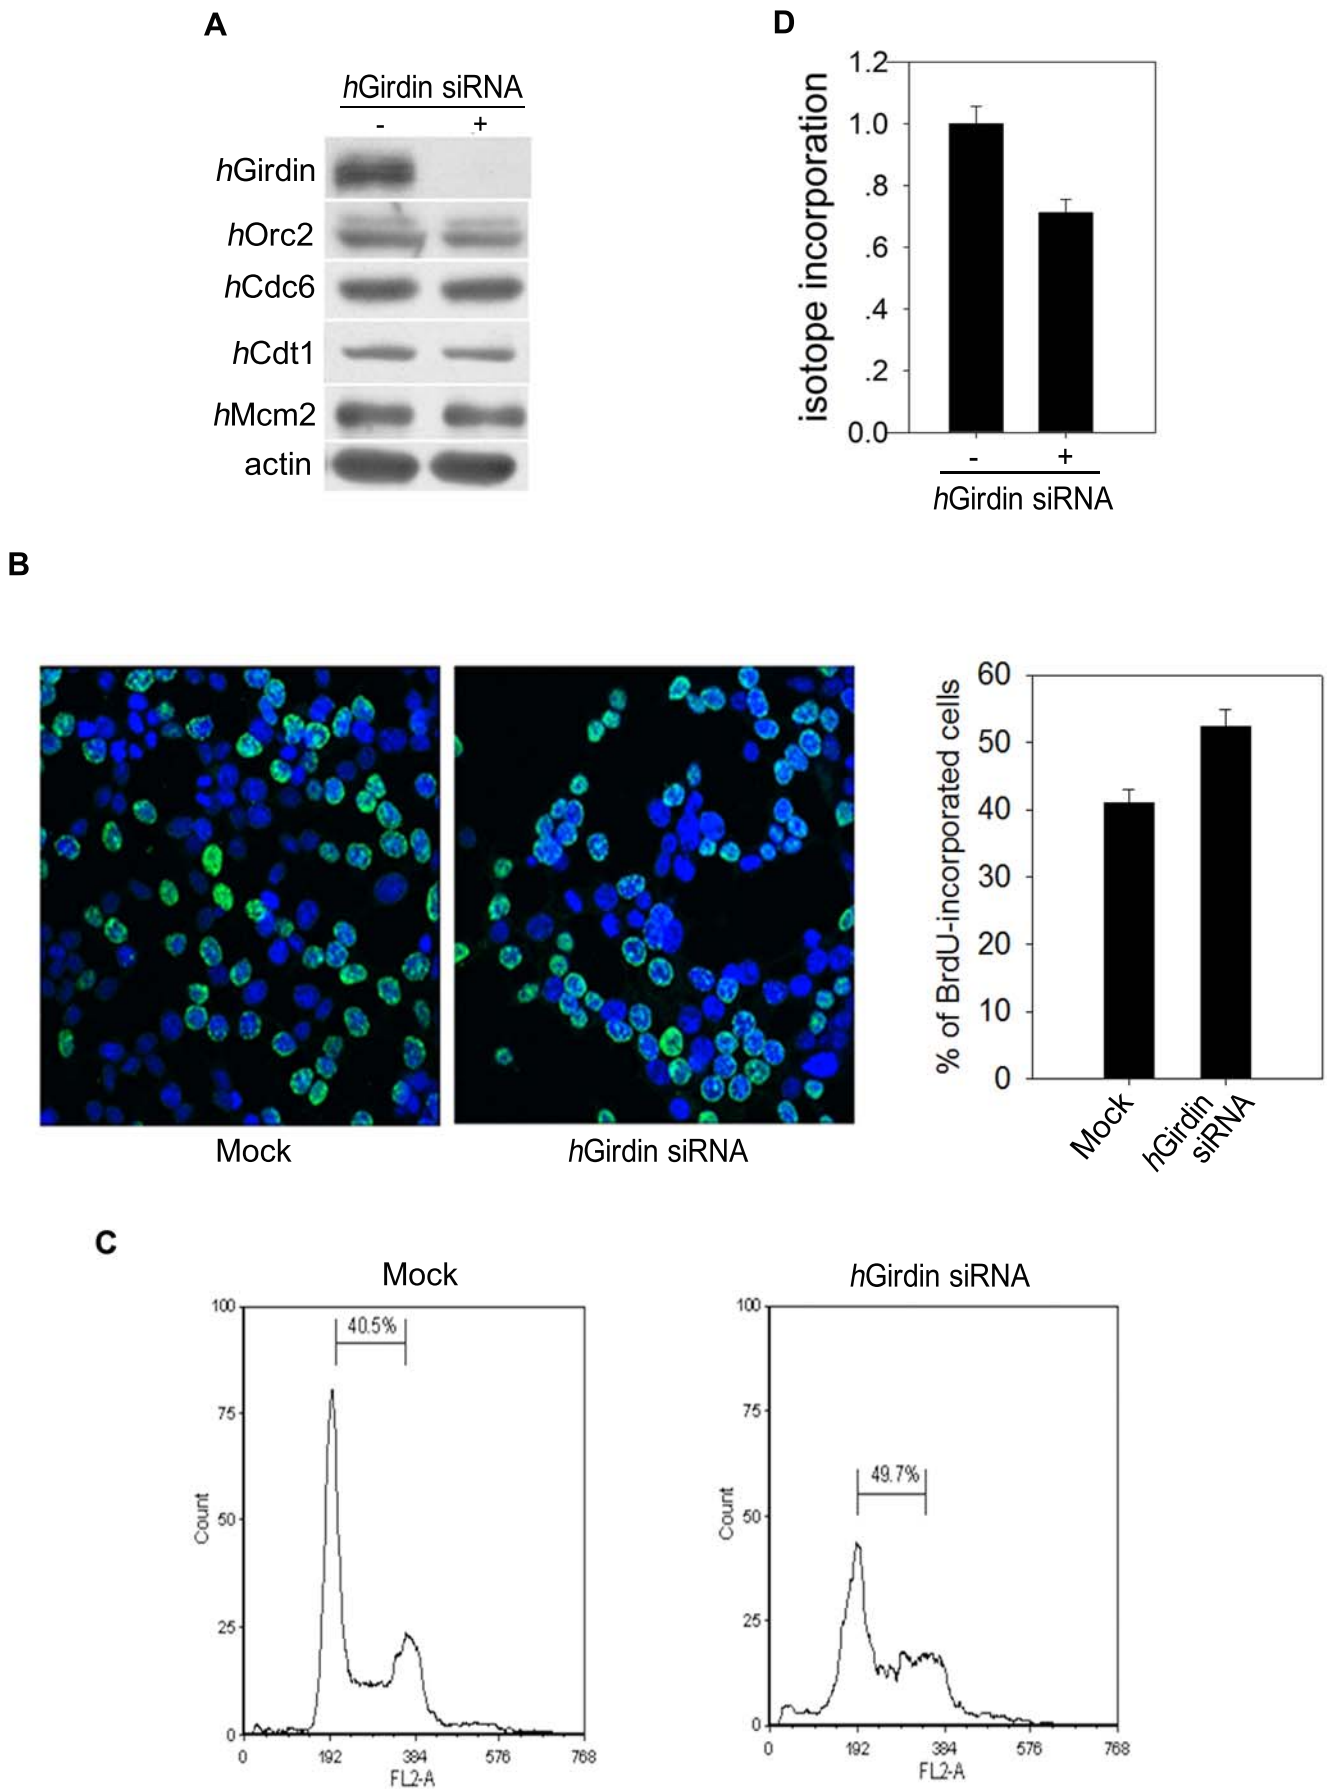 A
hGirdin siRNA
- +
hGirdin
hOrc2
hCdc6
hCdt1
hMcm2
actin
D
isotope incorporation
1.2
1.0
.8
.6
.4
.2
0.0
- +
hGirdin siRNA
B
Mock
hGirdin siRNA
% of BrdU-incorporated cells
60
50
40
30
20
10
0
Mock
hGirdin
siRNA
C
Mock
100
75
50
25
0
Count
40.5%
0 192 384 576 768
FL2-A
hGirdin siRNA
100
75
50
25
0
Count
49.7%
0 192 384 576 768
FL2-A